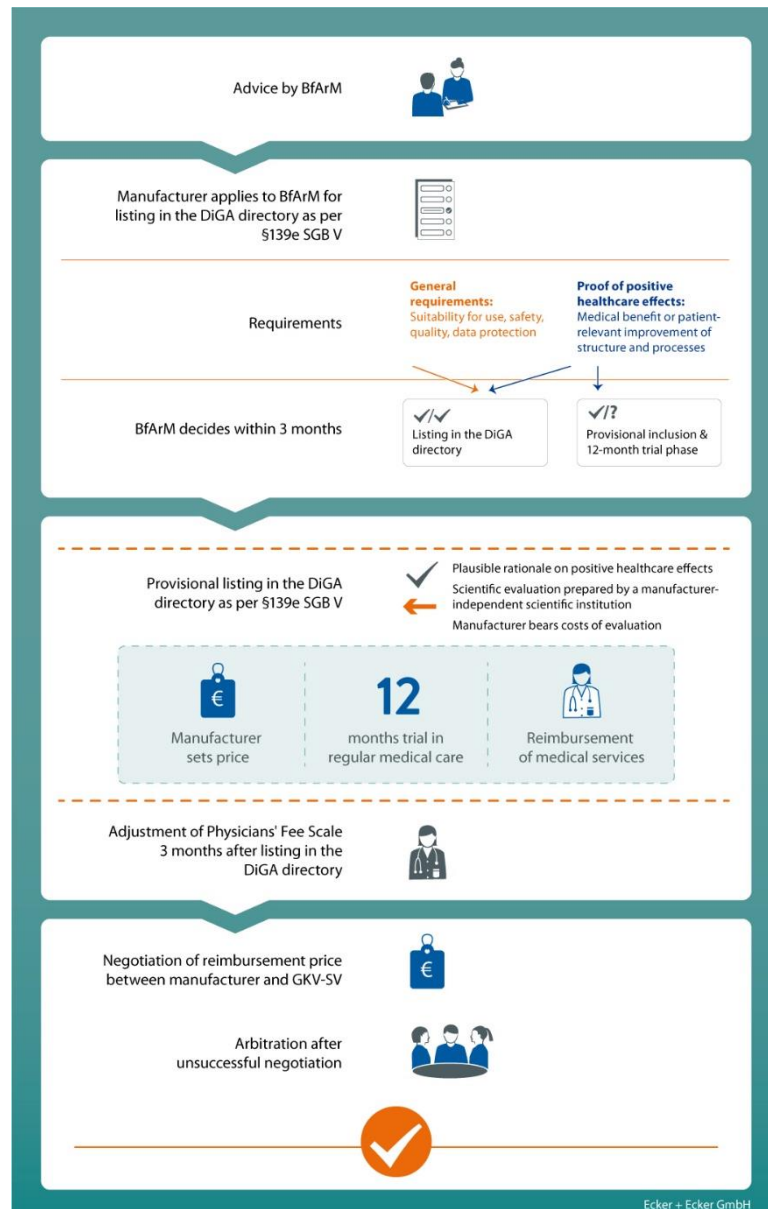 Advice by BfArM
Manufacturer applies to BfArM for
listing in the DiGA directory as per
§139e SGB V
Requirements
General
requirements:
Suitability for use, safety,
quality, data protection
Proof of positive
healthcare effects:
Medical benefit or patient-
relevant improvement of
structure and processes
BfArM decides within 3 months
✓/✓
Listing in the DiGA
directory
✓/?
Provisional inclusion &
12-month trial phase
Provisional listing in the DiGA
directory as per §139e SGB V
Plausible rationale on positive healthcare effects
Scientific evaluation prepared by a manufacturer-
independent scientific institution
Manufacturer bears costs of evaluation
€
Manufacturer
sets price
12
months trial in
regular medical care
Reimbursement
of medical services
Adjustment of Physicians' Fee Scale
3 months after listing in the
DiGA directory
Negotiation of reimbursement price
between manufacturer and GKV-SV
€
Arbitration after
unsuccessful negotiation
Ecker + Ecker GmbH